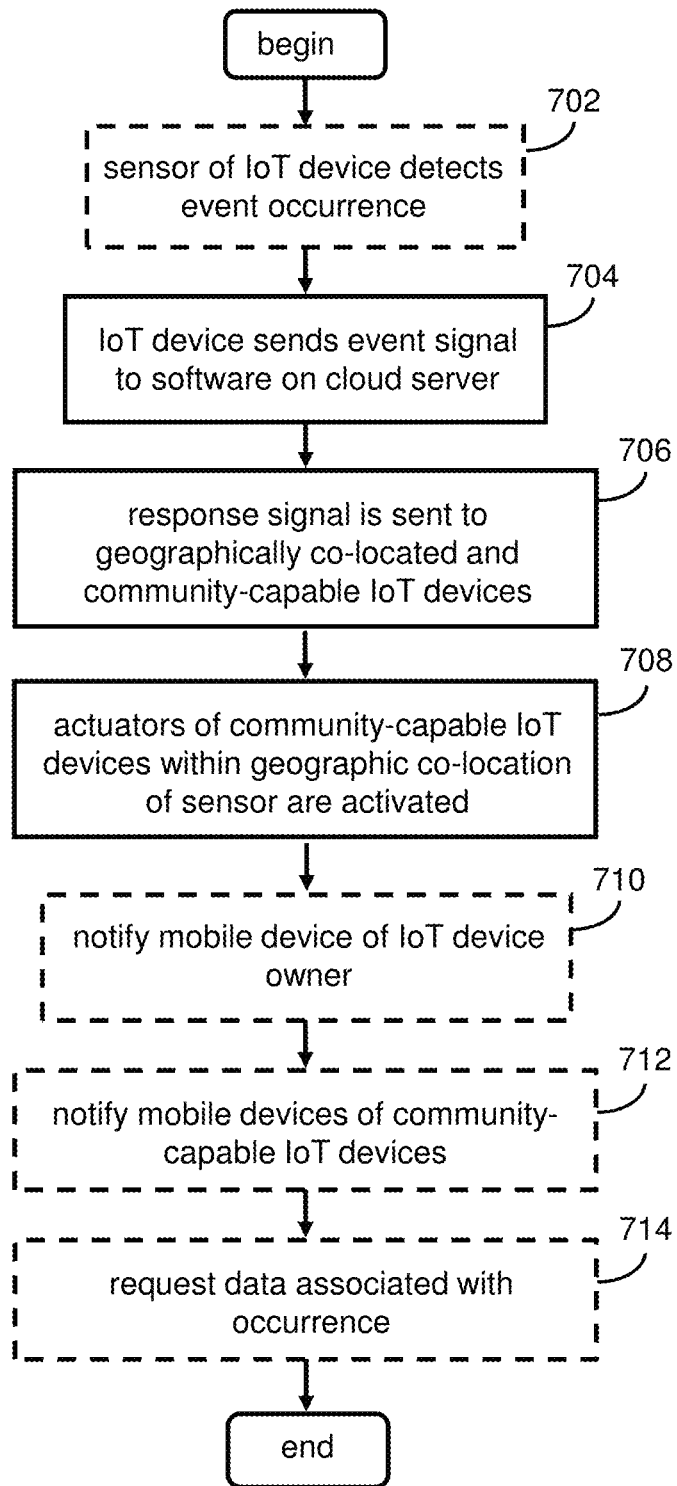 begin
702
sensor of IoT device detects
event occurrence
704
IoT device sends event signal
to software on cloud server
706
response signal is sent to
geographically co-located and
community-capable IoT devices
708
actuators of community-capable IoT
devices within geographic co-location
of sensor are activated
710
notify mobile device of IoT device
owner
712
notify mobile devices of community-
capable IoT devices
714
request data associated with
occurrence
end